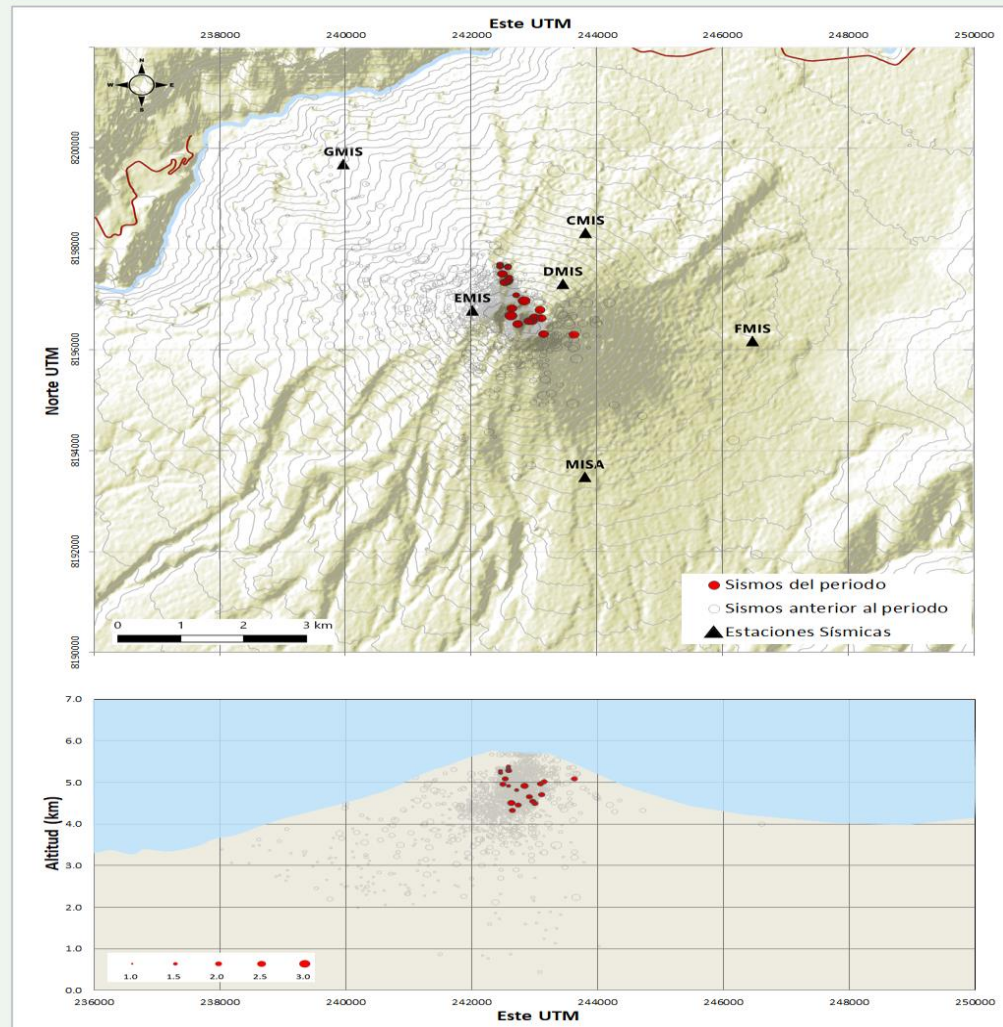 Este UTM
238000 240000 242000 244000 246000 248000 250000
N
W E
S
8200000
GMIS
8198000
CMIS
DMIS
EMIS
FMIS
8196000
Norte UTM
8194000
MISA
8192000
Sismos del periodo
Sismos anterior al periodo
Estaciones Sísmicas
0 1 2 3 km
8190000
7.0
6.0
5.0
4.0
3.0
2.0
1.0
0.0
Altitud (km)
1.0 1.5 2.0 2.5 3.0
236000 238000 240000 242000 244000 246000 248000 250000
Este UTM